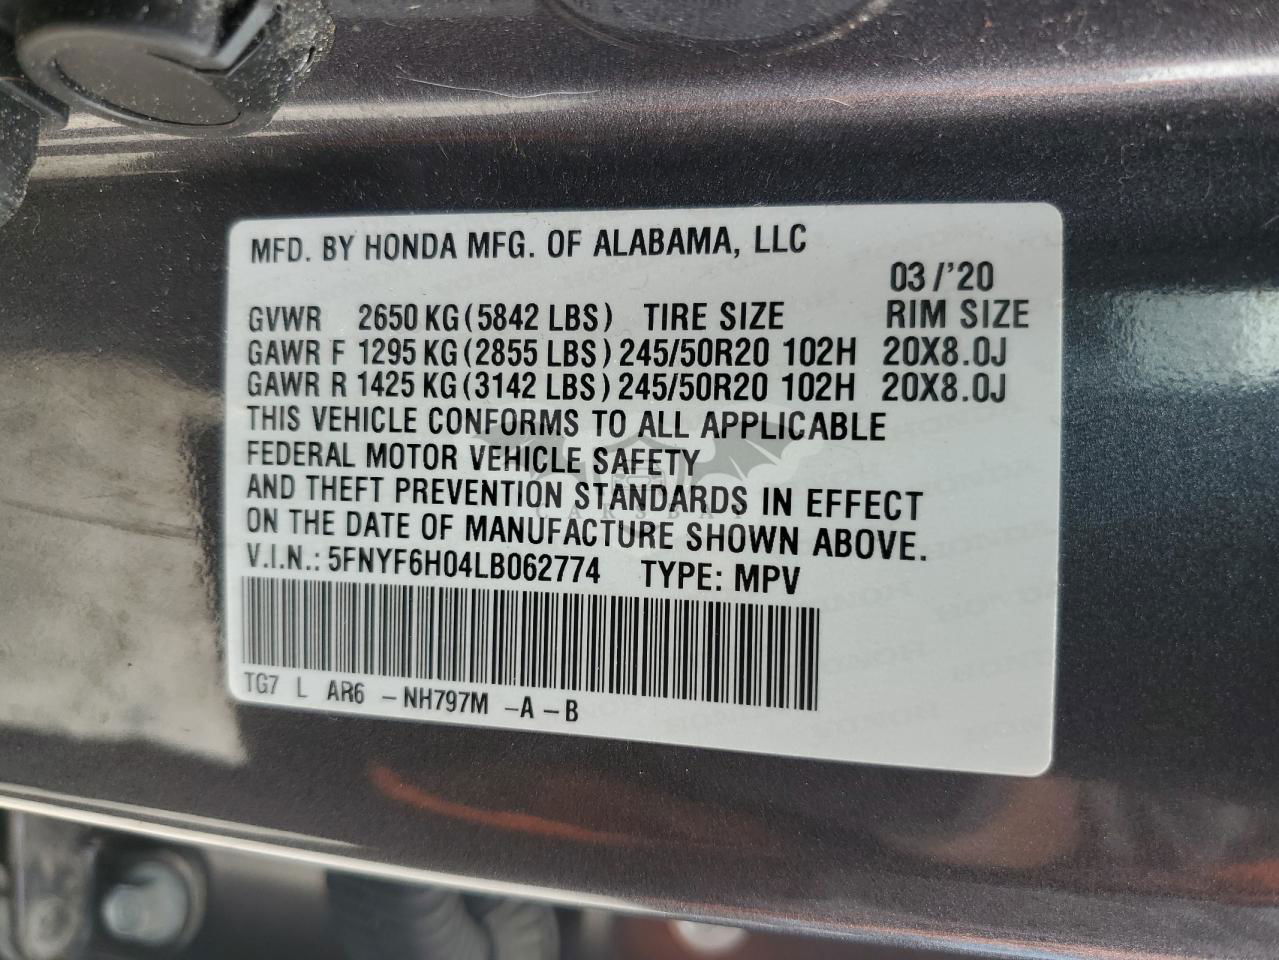 MFD. BY HONDA MFG. OF ALABAMA, LLC
03/'20
GVWR 2650 KG (5842 LBS) TIRE SIZE RIM SIZE
GAWR F 1295 KG (2855 LBS) 245/50R20 102H 20X8.0J
GAWR R 1425 KG (3142 LBS) 245/50R20 102H 20X8.0J
THIS VEHICLE CONFORMS TO ALL APPLICABLE
FEDERAL MOTOR VEHICLE SAFETY
AND THEFT PREVENTION STANDARDS IN EFFECT
ON THE DATE OF MANUFACTURE SHOWN ABOVE.
V.I.N.: 5FNYF6H04LB062774 TYPE: MPV
TG7 L AR6 -NH797M -A -B
CARSBAT